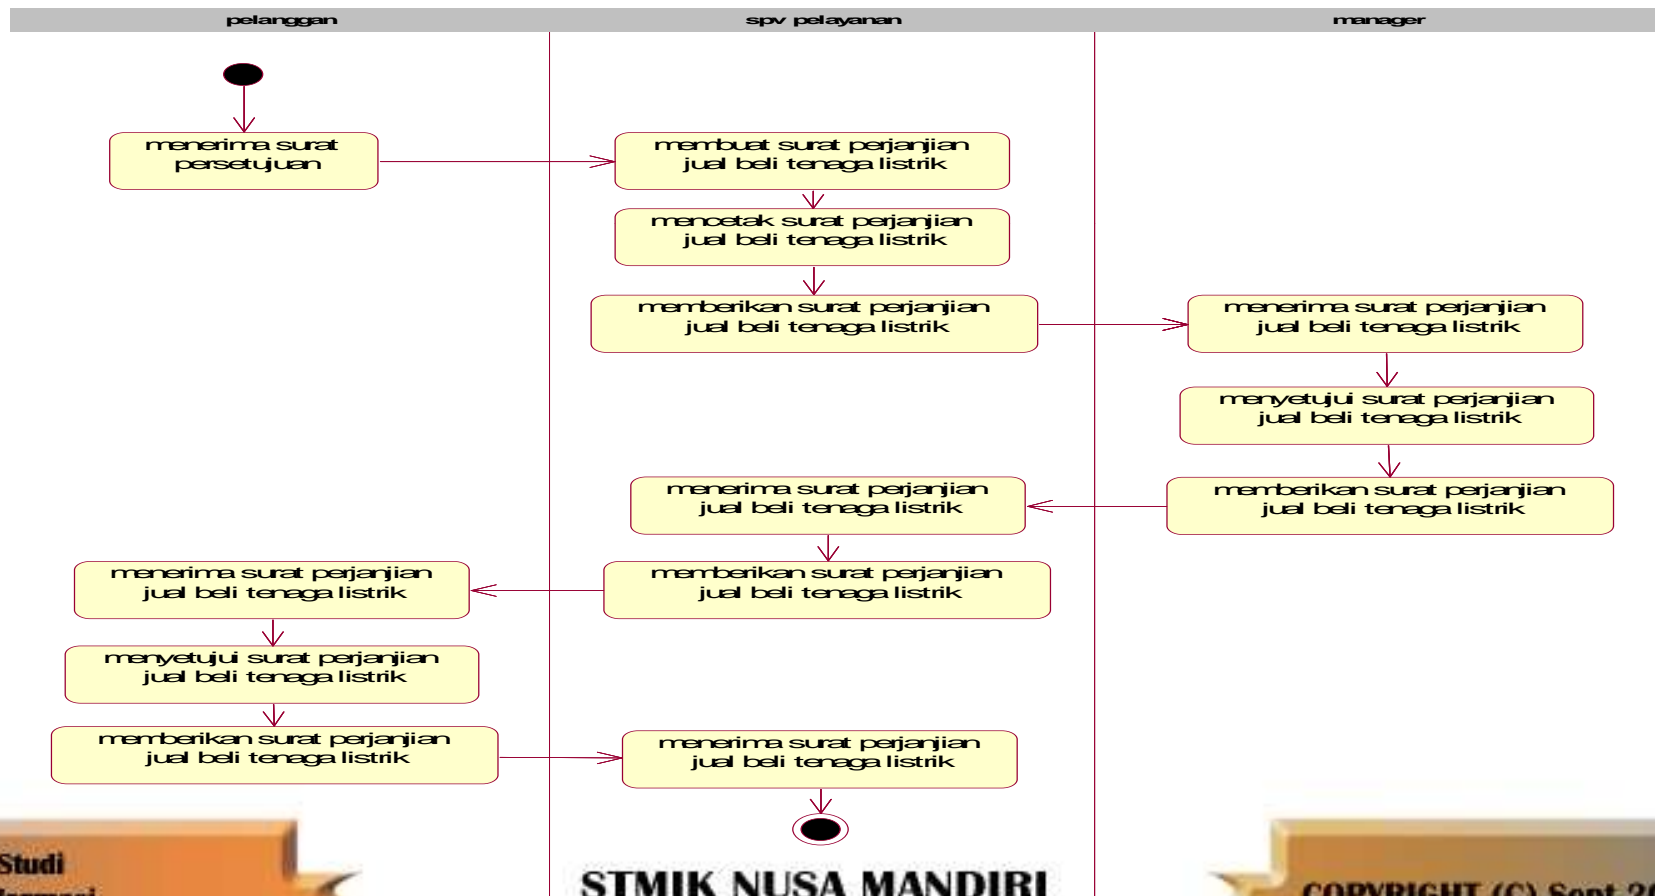 pelanggan
spv pelayanan
manager
menerima surat
persetujuan
membuat surat perjanjian
jual beli tenaga listrik
mencetak surat perjanjian
jual beli tenaga listrik
memberikan surat perjanjian
jual beli tenaga listrik
menerima surat perjanjian
jual beli tenaga listrik
menyetujui surat perjanjian
jual beli tenaga listrik
memberikan surat perjanjian
jual beli tenaga listrik
menerima surat perjanjian
jual beli tenaga listrik
memberikan surat perjanjian
jual beli tenaga listrik
menerima surat perjanjian
jual beli tenaga listrik
menyetujui surat perjanjian
jual beli tenaga listrik
memberikan surat perjanjian
jual beli tenaga listrik
menerima surat perjanjian
jual beli tenaga listrik
Studi
STMIK NUSA MANDIRI
COPYRIGHT (C) Sept